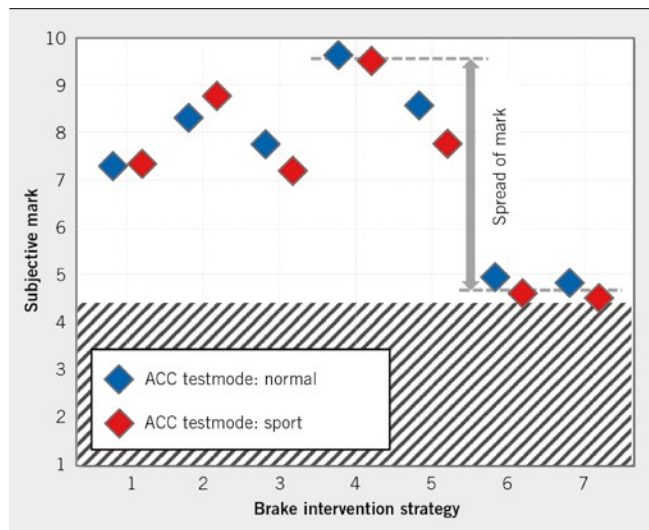 10
9
8
7
6
5
4
3
2
1
Subjective mark
Spread of mark
ACC testmode: normal
ACC testmode: sport
1 2 3 4 5 6 7
Brake intervention strategy